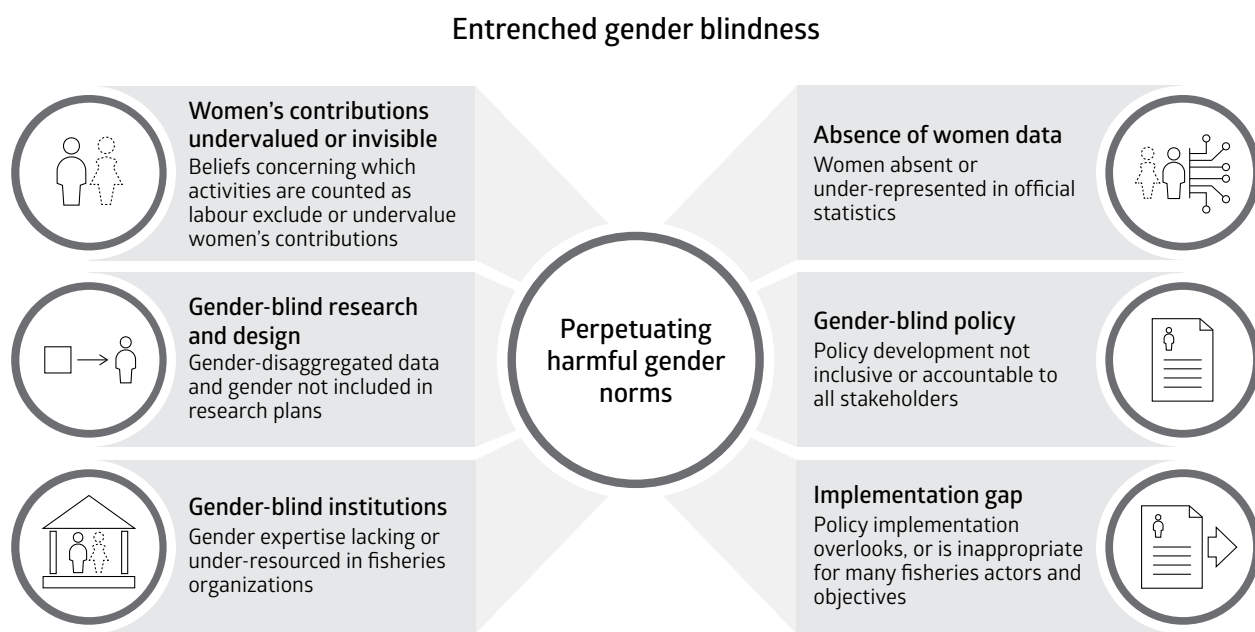 Entrenched gender blindness
Women's contributions
undervalued or invisible
Beliefs concerning which
activities are counted as
labour exclude or undervalue
women's contributions
Gender-blind research
and design
Gender-disaggregated data
and gender not included in
research plans
Gender-blind institutions
Gender expertise lacking or
under-resourced in fisheries
organizations
Perpetuating
harmful gender
norms
Absence of women data
Women absent or
under-represented in official
statistics
Gender-blind policy
Policy development not
inclusive or accountable to
all stakeholders
Implementation gap
Policy implementation
overlooks, or is inappropriate
for many fisheries actors and
objectives